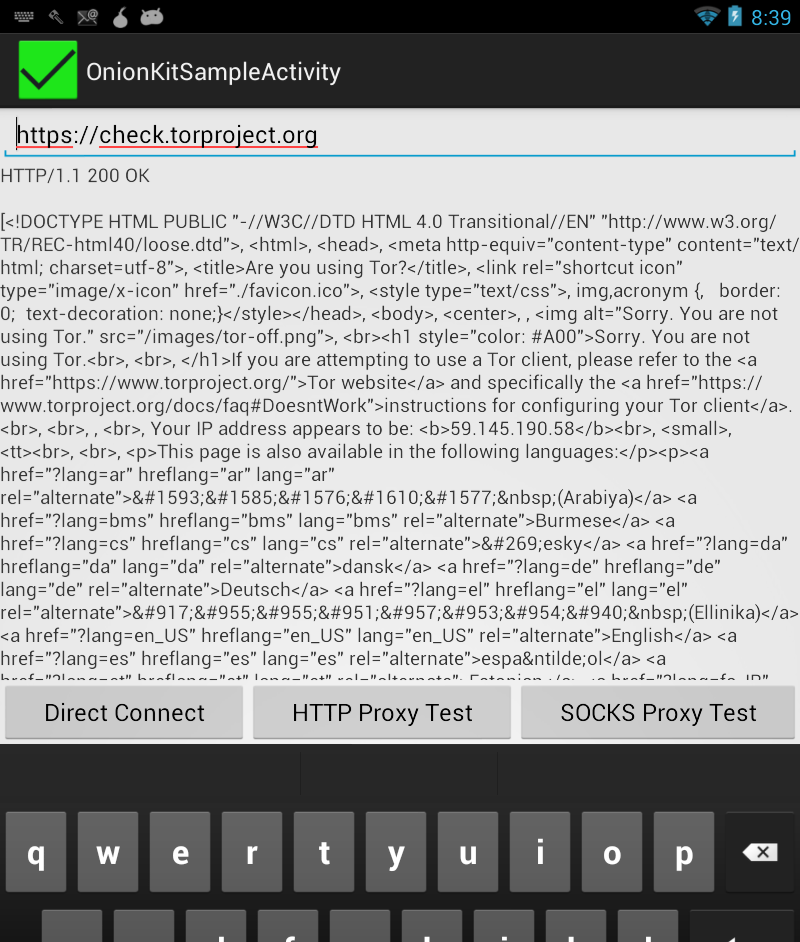 8:39
OnionKitSampleActivity
https://check.torproject.org
HTTP/1.1 200 OK
[<!DOCTYPE HTML PUBLIC "-//W3C//DTD HTML 4.0 Transitional//EN" "http://www.w3.org/
TR/REC-html40/loose.dtd">, <html>, <head>, <meta http-equiv="content-type" content="text/
html; charset=utf-8">, <title>Are you using Tor?</title>, <link rel="shortcut icon"
type="image/x-icon" href="./favicon.ico">, <style type="text/css">, img,acronym {,   border:
0;  text-decoration: none;}</style></head>, <body>, <center>, , <img alt="Sorry. You are not
using Tor." src="/images/tor-off.png">, <br><h1 style="color: #A00">Sorry. You are not
using Tor.<br>, <br>, </h1>If you are attempting to use a Tor client, please refer to the <a
href="https://www.torproject.org/">Tor website</a> and specifically the <a href="https://
www.torproject.org/docs/faq#DoesntWork">instructions for configuring your Tor client</a>.
<br>, <br>, , <br>, Your IP address appears to be: <b>59.145.190.58</b><br>, <small>,
<tt><br>, <br>, <p>This page is also available in the following languages:</p><p><a
href="?lang=ar" hreflang="ar" lang="ar"
rel="alternate">&#1593;&#1585;&#1576;&#1610;&#1577;&nbsp;(Arabiya)</a> <a
href="?lang=bms" hreflang="bms" lang="bms" rel="alternate">Burmese</a> <a
href="?lang=cs" hreflang="cs" lang="cs" rel="alternate">&#269;esky</a> <a href="?lang=da"
hreflang="da" lang="da" rel="alternate">dansk</a> <a href="?lang=de" hreflang="de"
lang="de" rel="alternate">Deutsch</a> <a href="?lang=el" hreflang="el" lang="el"
rel="alternate">&#917;&#955;&#955;&#951;&#957;&#953;&#954;&#940;&nbsp;(Ellinika)</a>
<a href="?lang=en_US" hreflang="en_US" lang="en_US" rel="alternate">English</a> <a
href="?lang=es" hreflang="es" lang="es" rel="alternate">espa&ntilde;ol</a> <a
Direct Connect HTTP Proxy Test SOCKS Proxy Test
q w e r t y u i o p